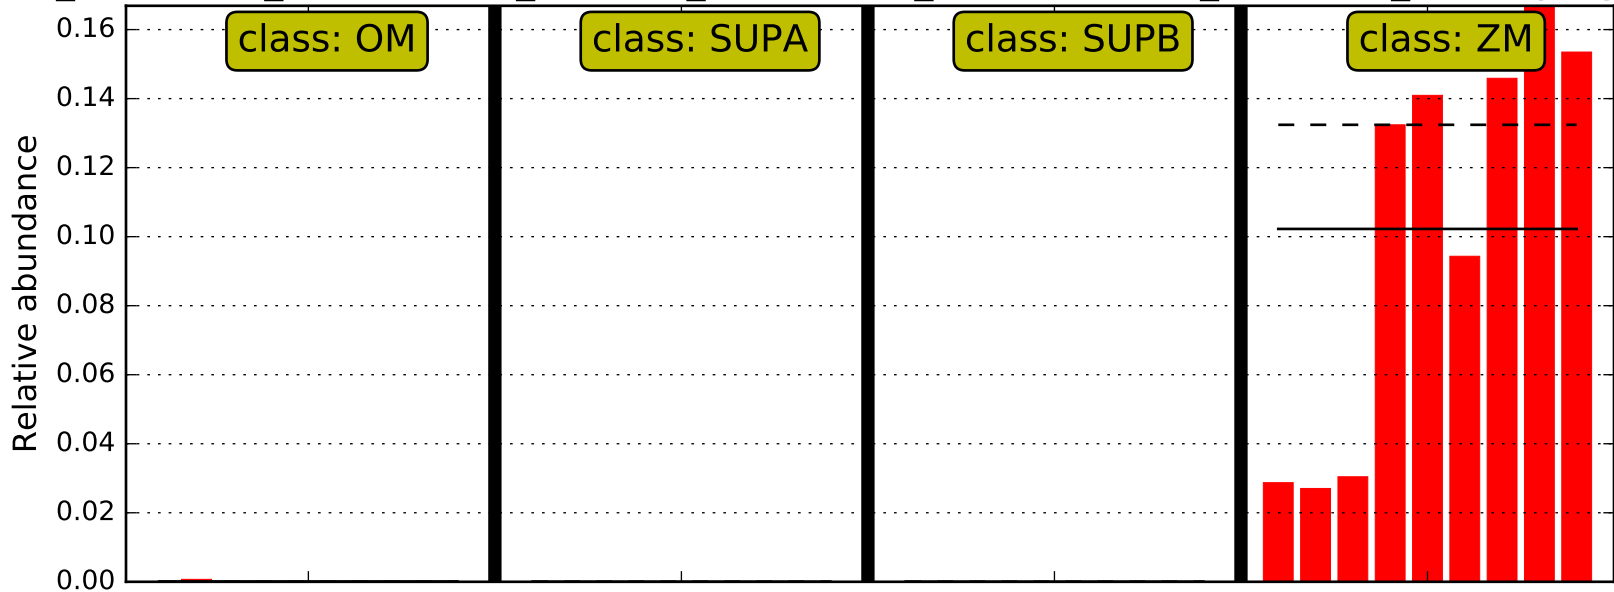 Relative abundance
0.16
0.14
0.12
0.10
0.08
0.06
0.04
0.02
0.00
class: OM
class: SUPA
class: SUPB
class: ZM